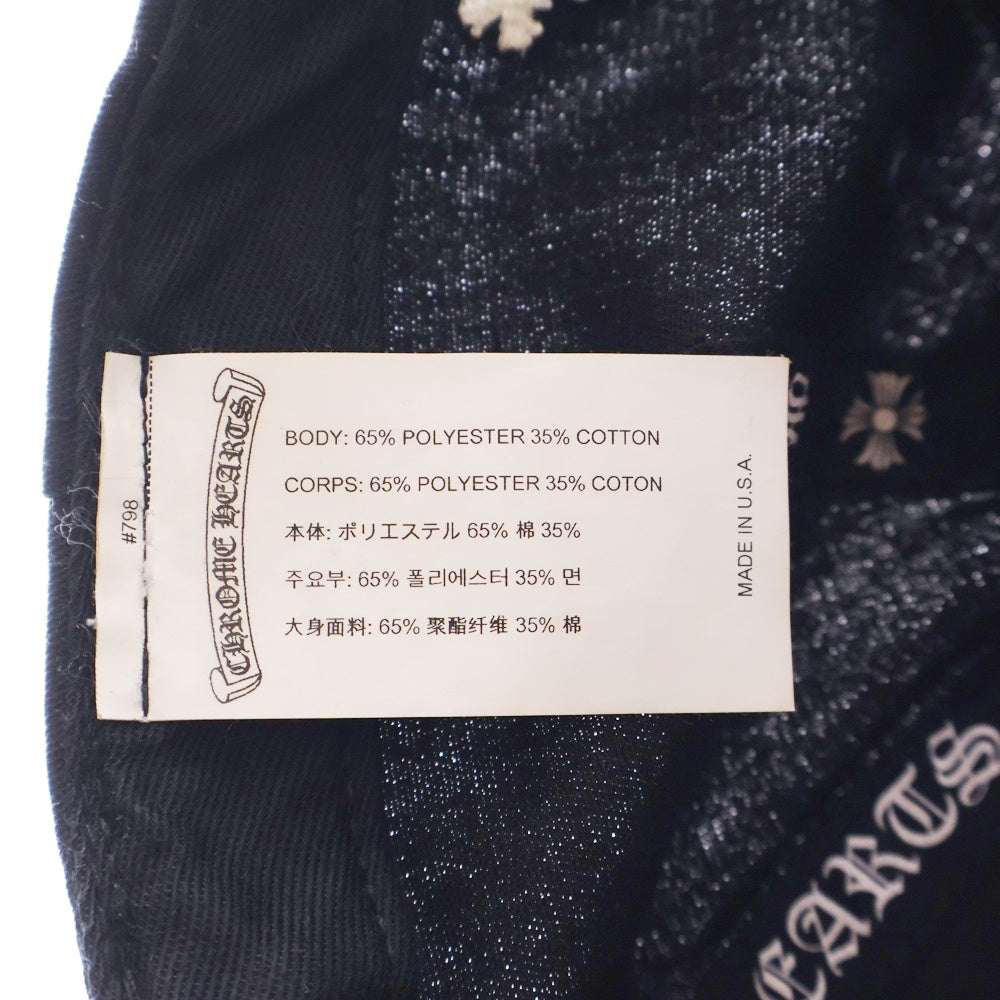 #798
CHROME HEARTS
BODY: 65% POLYESTER 35% COTTON
CORPS: 65% POLYESTER 35% COTON
本体: ポリエステル 65% 棉 35%
주요부: 65% 폴리에스터 35% 면
大身面料: 65% 聚酯纤维 35% 棉
MADE IN U.S.A.
EARTS